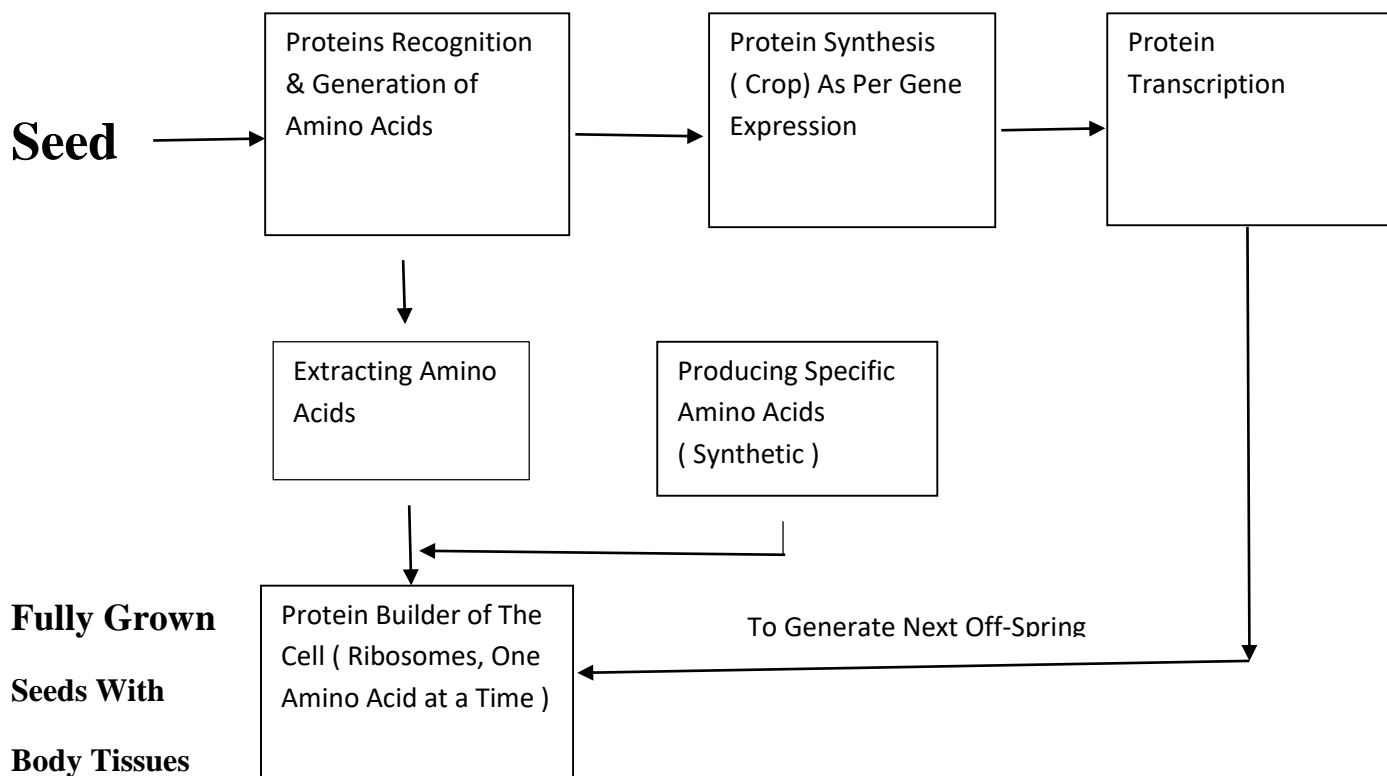 Seed
Proteins Recognition
& Generation of
Amino Acids
Protein Synthesis
( Crop) As Per Gene
Expression
Protein
Transcription
Extracting Amino
Acids
Producing Specific
Amino Acids
( Synthetic )
Fully Grown
Seeds With
Body Tissues
Protein Builder of The
Cell ( Ribosomes, One
Amino Acid at a Time )
To Generate Next Off-Spring